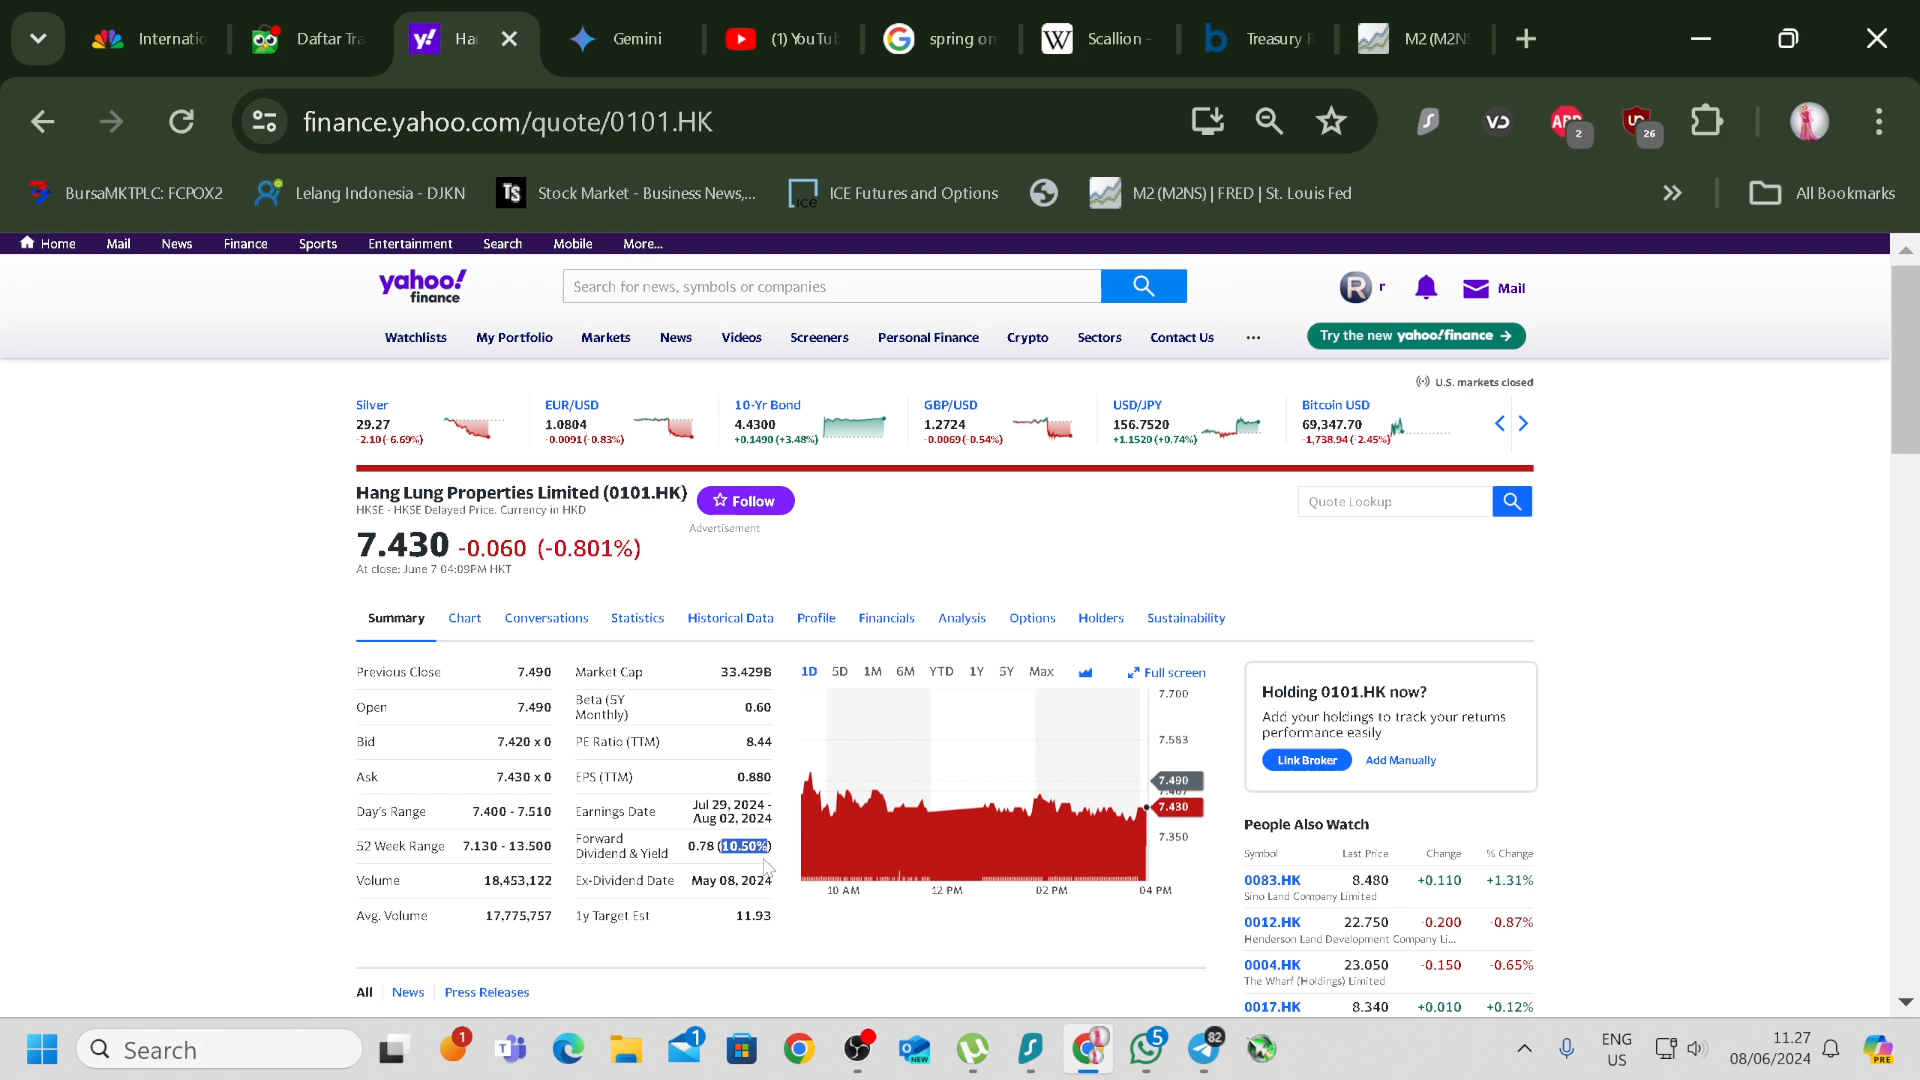 Internatio
Daftar Tra
Ha
Gemini
(1) YouTub
spring on
Scallion -
Treasury R
M2 (M2NS
finance.yahoo.com/quote/0101.HK
ABP
2
26
BursaMKTPLC: FCPOX2
Lelang Indonesia - DJKN
TS
Stock Market - Business News,...
ice
ICE Futures and Options
M2 (M2NS) | FRED | St. Louis Fed
All Bookmarks
Home Mail News Finance Sports Entertainment Search Mobile More...
yahoo!
finance
Search for news, symbols or companies
R r
Mail
Watchlists My Portfolio Markets News Videos Screeners Personal Finance Crypto Sectors Contact Us ...
Try the new yahoo!finance
U.S. markets closed
Silver
29.27
-2.10 (-6.69%)
EUR/USD
1.0804
-0.0091 (-0.83%)
10-Yr Bond
4.4300
+0.1490 (+3.48%)
GBP/USD
1.2724
-0.0069 (-0.54%)
USD/JPY
156.7520
+1.1520 (+0.74%)
Bitcoin USD
69,347.70
-1,738.94 (-2.45%)
Hang Lung Properties Limited (0101.HK)
HKSE - HKSE Delayed Price. Currency in HKD
Follow
Advertisement
Quote Lookup
7.430 -0.060 (-0.801%)
At close: June 7 04:09PM HKT
Summary Chart Conversations Statistics Historical Data Profile Financials Analysis Options Holders Sustainability
Previous Close 7.490
Open 7.490
Bid 7.420 x 0
Ask 7.430 x 0
Day's Range 7.400 - 7.510
52 Week Range 7.130 - 13.500
Volume 18,453,122
Avg. Volume 17,775,757
Market Cap 33.429B
Beta (5Y
Monthly) 0.60
PE Ratio (TTM) 8.44
EPS (TTM) 0.880
Earnings Date Jul 29, 2024 -
Aug 02, 2024
Forward
Dividend & Yield 0.78 (10.50%)
Ex-Dividend Date May 08, 2024
1y Target Est 11.93
1D 5D 1M 6M YTD 1Y 5Y Max
Full screen
7.700
7.583
7.490
7.430
7.350
10 AM 12 PM 02 PM 04 PM
Holding 0101.HK now?
Add your holdings to track your returns
performance easily
Link Broker Add Manually
People Also Watch
Symbol Last Price Change % Change
0083.HK 8.480 +0.110 +1.31%
Sino Land Company Limited
0012.HK 22.750 -0.200 -0.87%
Henderson Land Development Company Li...
0004.HK 23.050 -0.150 -0.65%
The Wharf (Holdings) Limited
0017.HK 8.340 +0.010 +0.12%
All News Press Releases
Search
1
1
NEW
5
82
ENG
US
11.27
08/06/2024
PRE